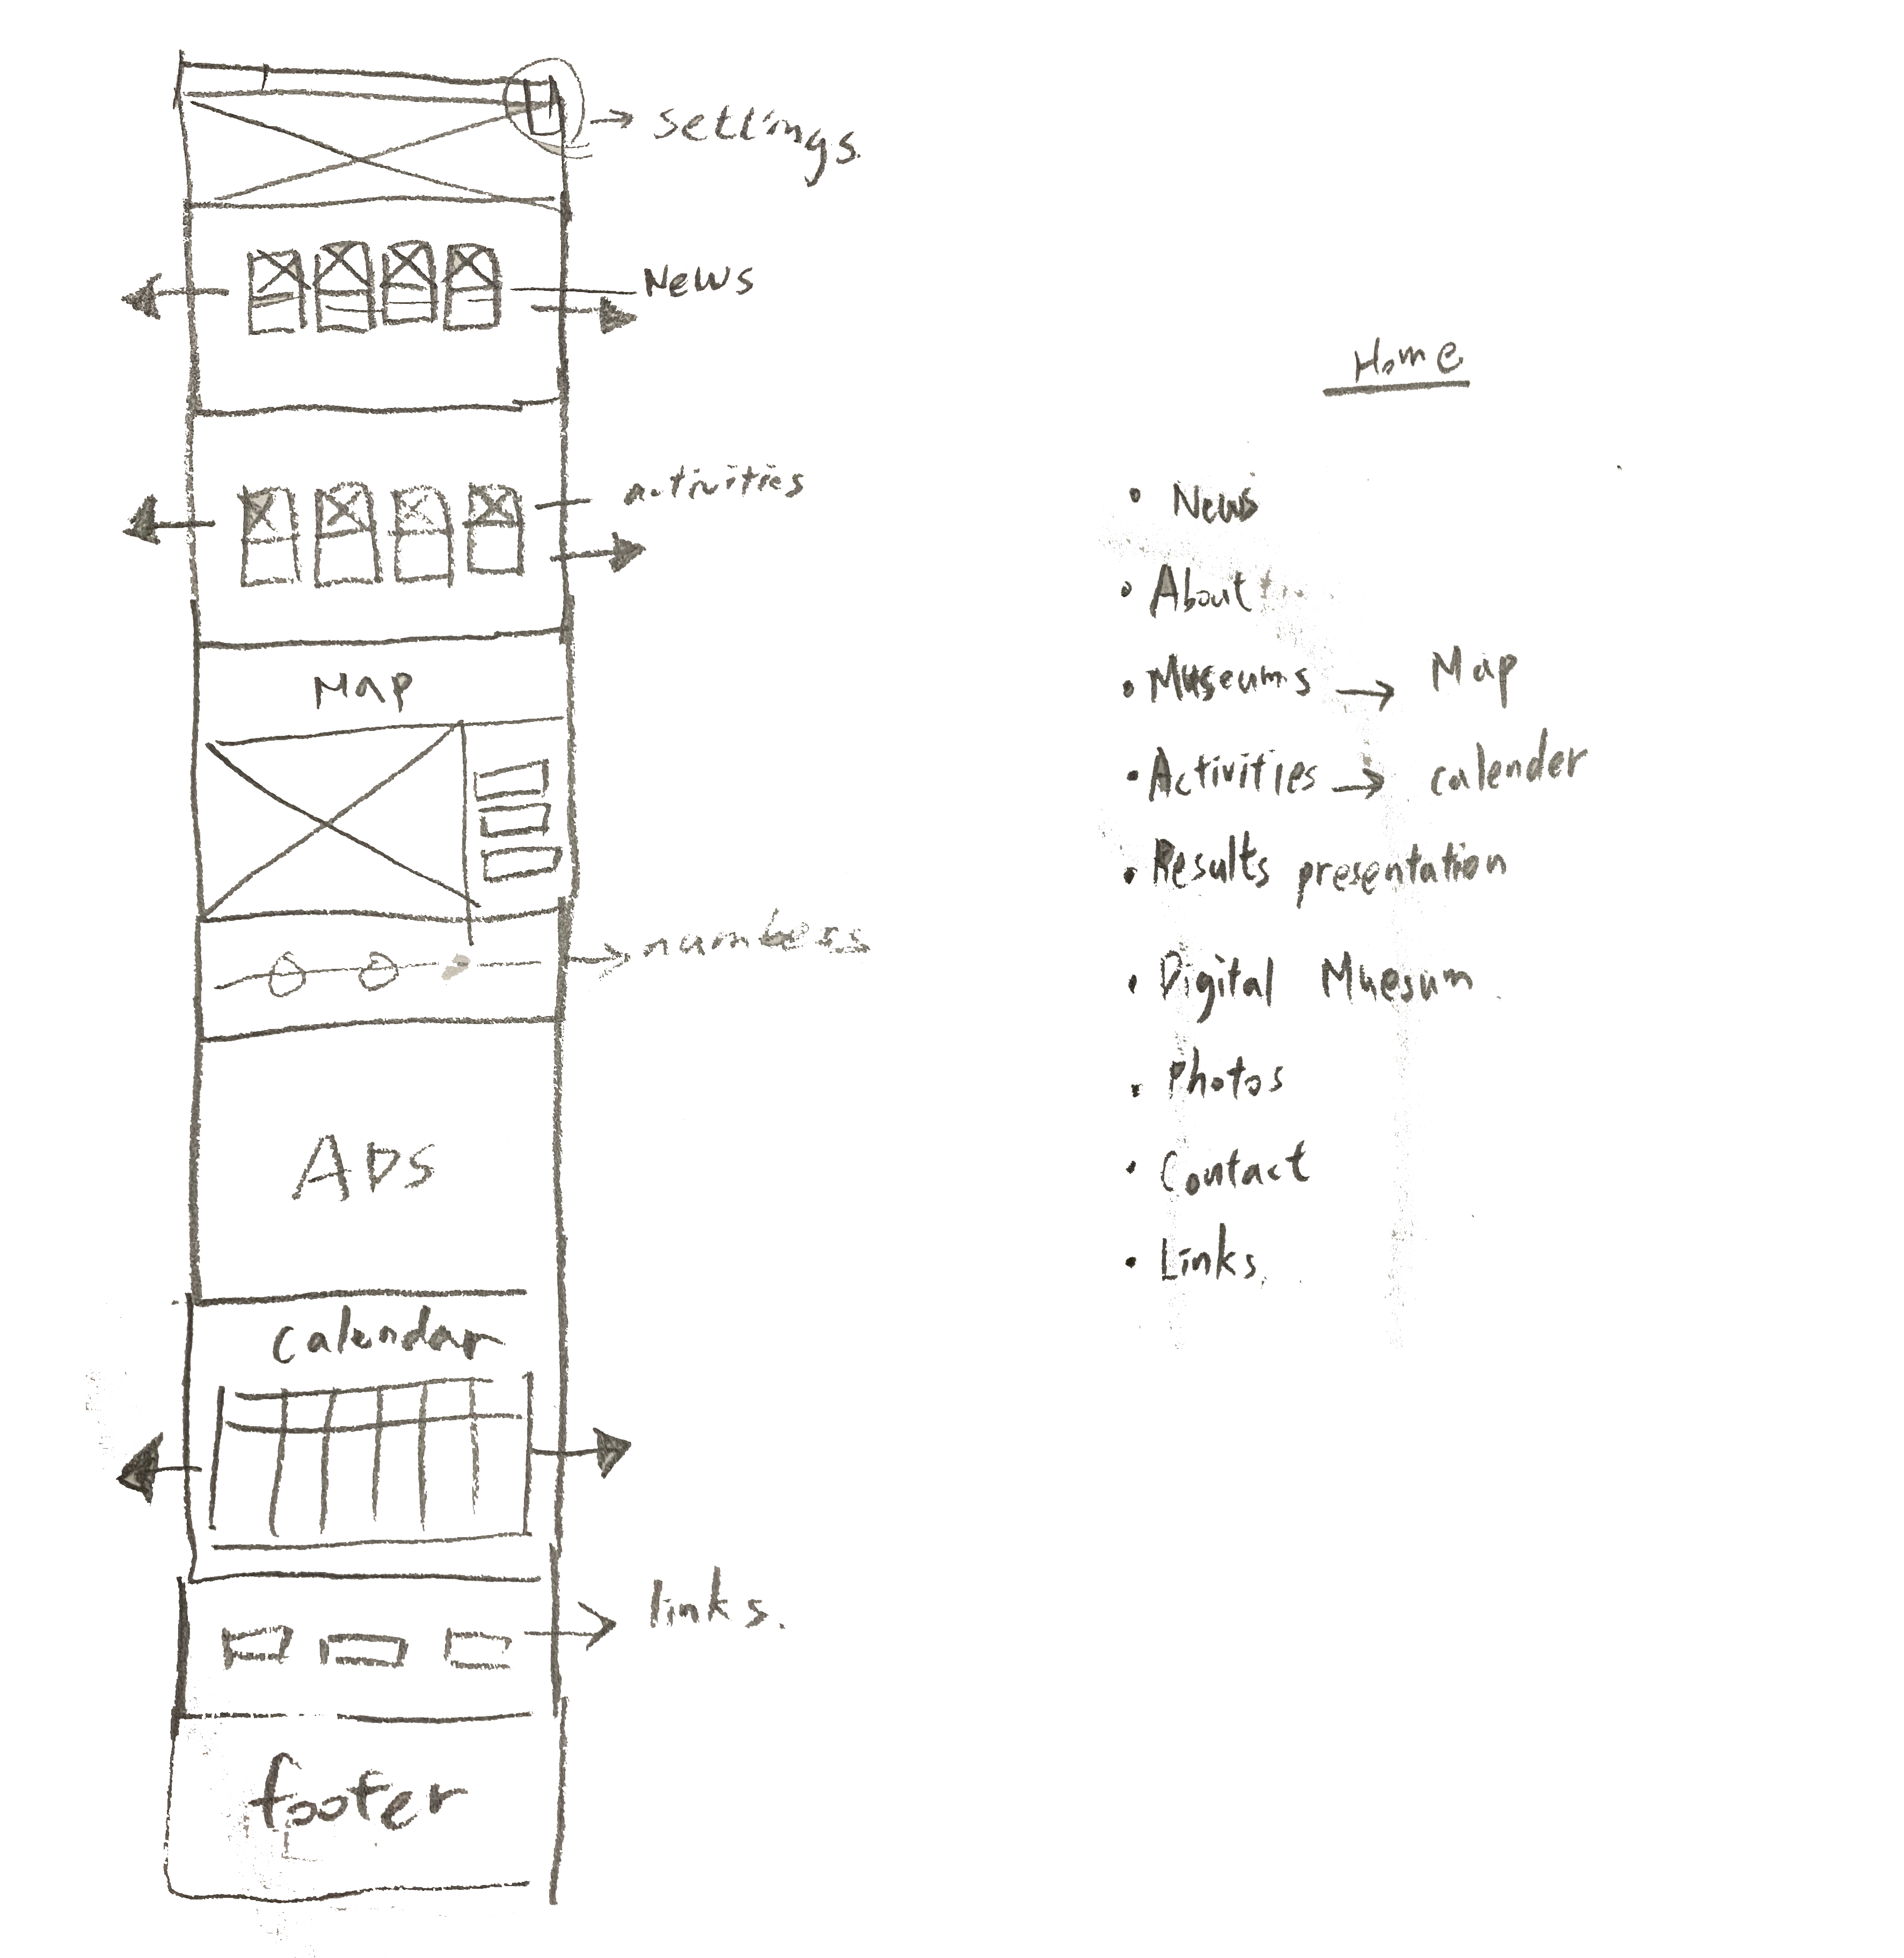 settings.
News
activities
Map
numbers
ADS
Calendar
links.
footer
Home
• News
• About
• Museums → Map
• Activities → calender
• Results presentation
• Digital Muesum
• Photos
• Contact
• Links.